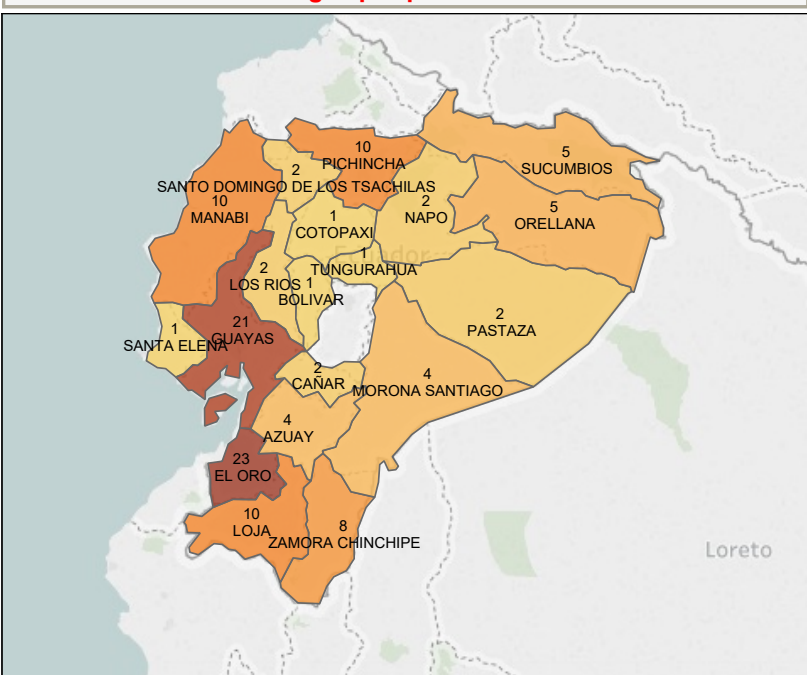 10
PICHINCHA
5
SUCUMBIOS
2
SANTO DOMINGO DE LOS TSACHILAS
10
MANABI
2
NAPO
5
ORELLANA
1
COTOPAXI
Ecuador
1
TUNGURAHUA
2
LOS RIOS
1
BOLIVAR
2
PASTAZA
1
SANTA ELENA
21
GUAYAS
2
CAÑAR
4
MORONA SANTIAGO
4
AZUAY
23
EL ORO
10
LOJA
8
ZAMORA CHINCHIPE
Loreto